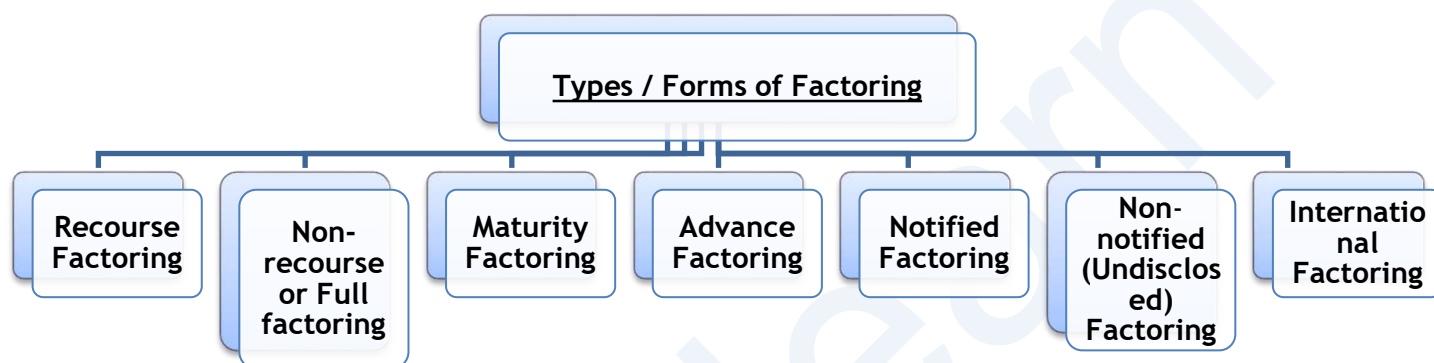 Types / Forms of Factoring
Recourse
Factoring
Non-
recourse
or Full
factoring
Maturity
Factoring
Advance
Factoring
Notified
Factoring
Non-
notified
(Undisclos
ed)
Factoring
Internatio
nal
Factoring